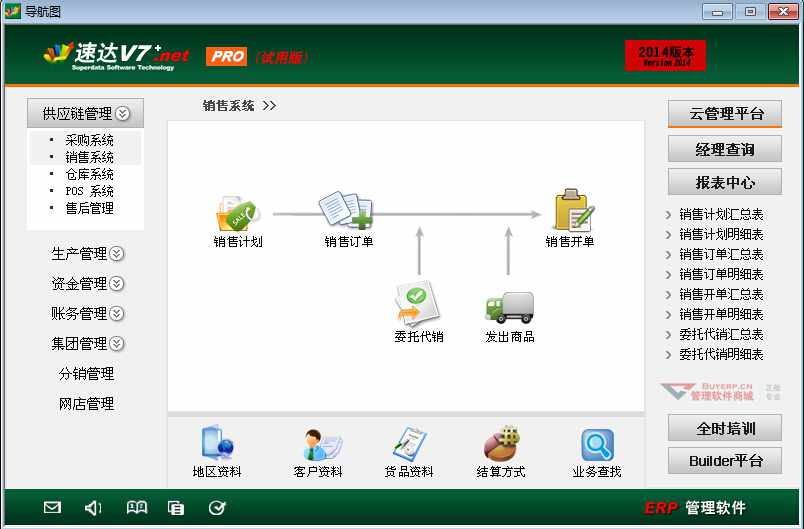 导航图
速达V7+.net
Superdata Software Technology
PRO (试用版)
2014版本
Version 2014
供应链管理
· 采购系统
· 销售系统
· 仓库系统
· POS 系统
· 售后管理
生产管理
资金管理
账务管理
集团管理
分销管理
网店管理
销售系统 >>
销售计划
销售订单
销售开单
委托代销
发出商品
地区资料
客户资料
货品资料
结算方式
业务查找
云管理平台
经理查询
报表中心
> 销售计划汇总表
> 销售计划明细表
> 销售订单汇总表
> 销售订单明细表
> 销售开单汇总表
> 销售开单明细表
> 委托代销汇总表
> 委托代销明细表
BUYERP.CN
管理软件商城
正版
专业
全时培训
Builder平台
ERP 管理软件